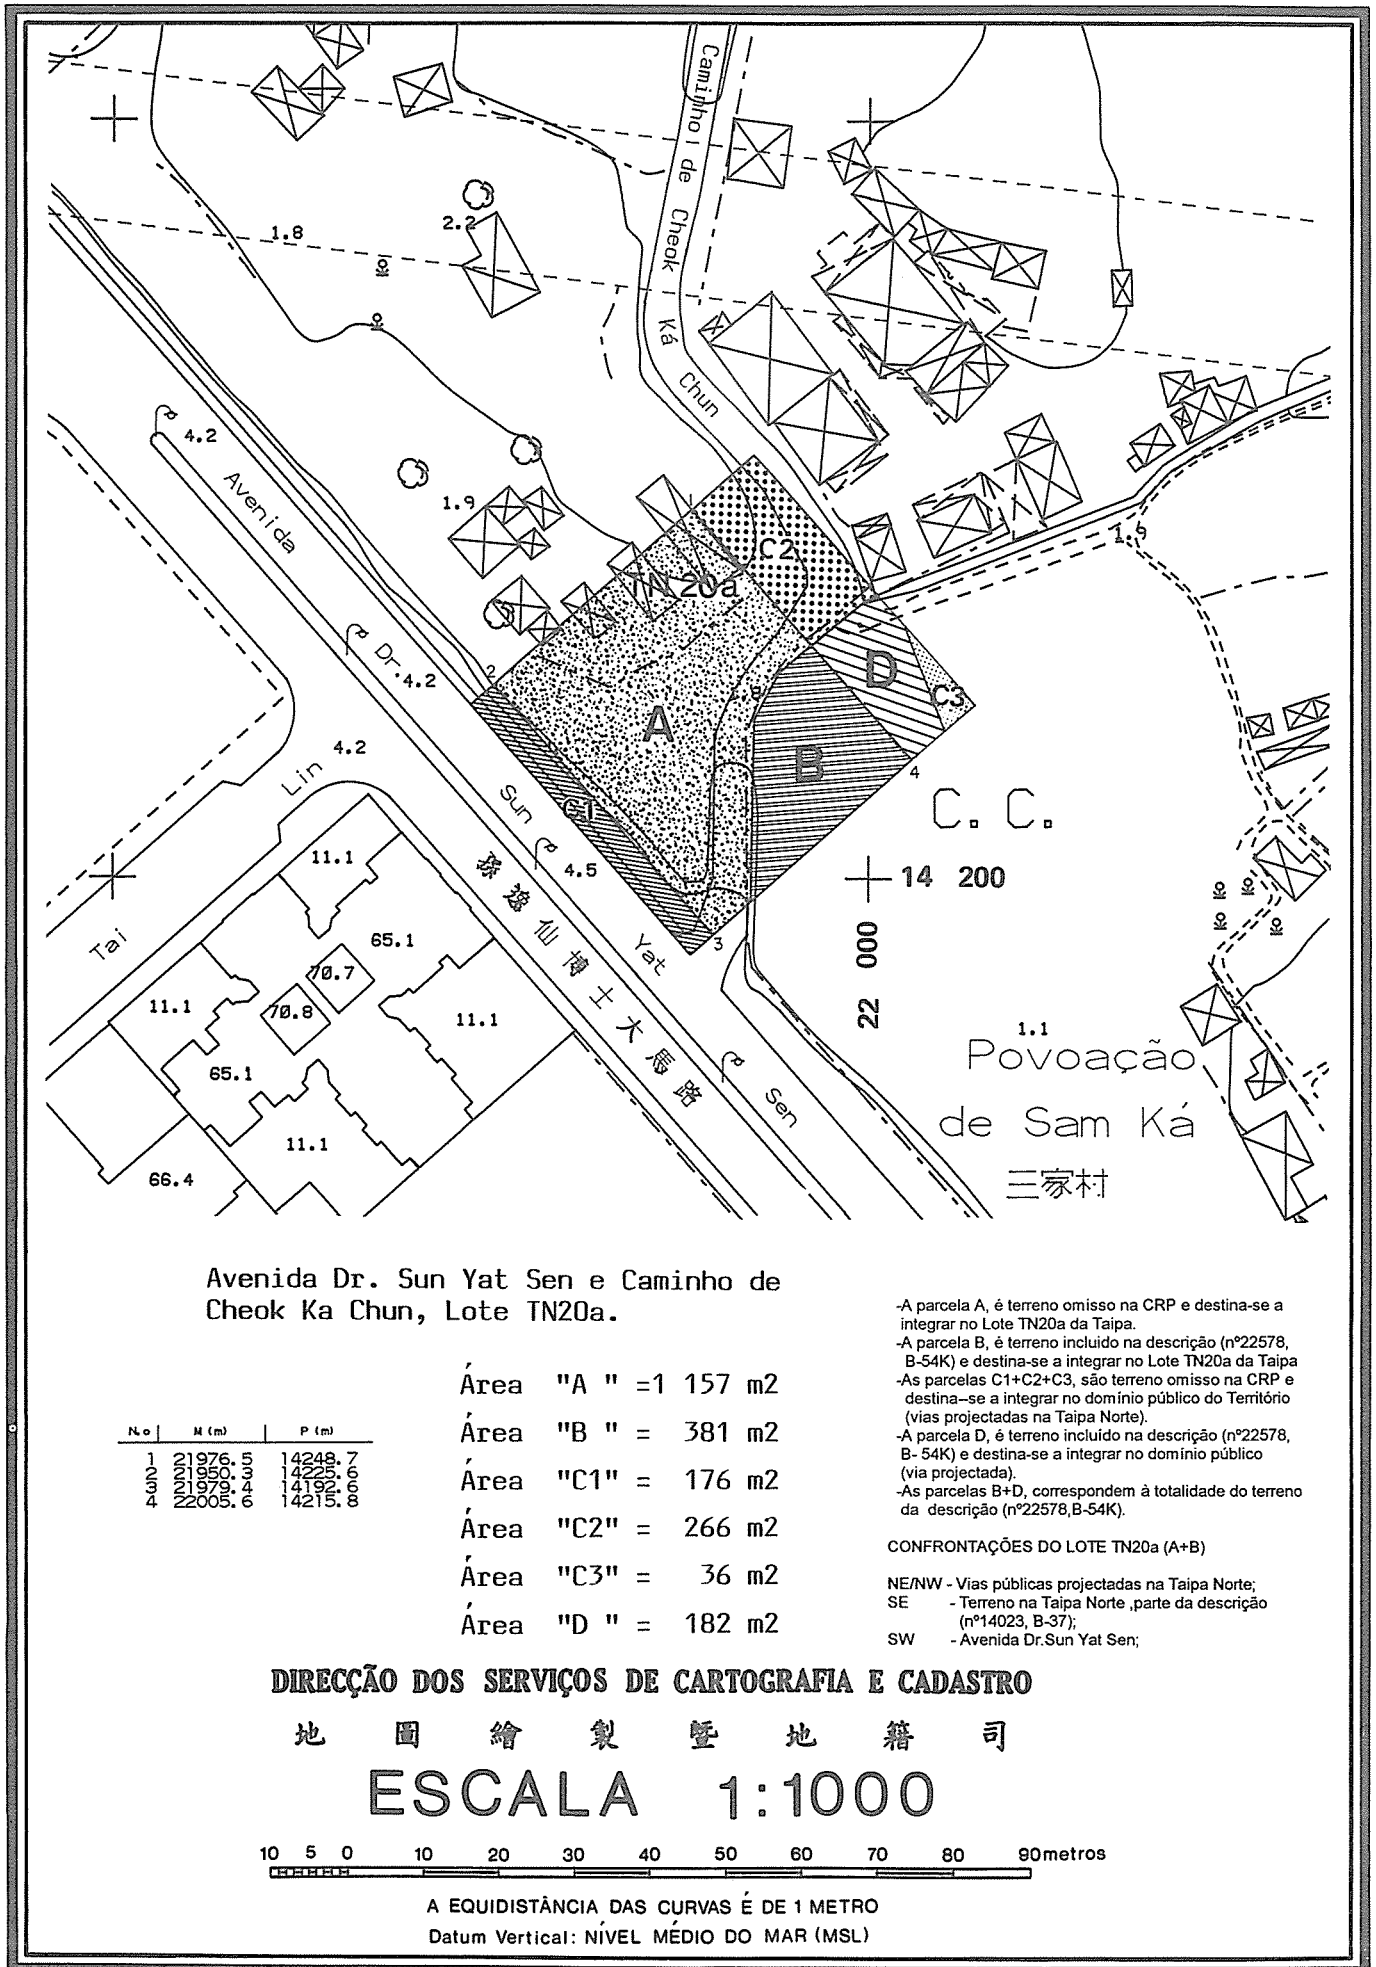 Caminho de Cheok Ká Chun
1.8
2.2
4.2
1.9
Avenida Dr. Sun Yat Sen
孫逸仙博士大馬路
C2
TN 20a
1
1.9
2
Dr. 4.2
D
C3
A
.8
B
4.2
4
Tai Lin
C1
C. C.
11.1
4.5
14 200
65.1
3
22 000
70.7
70.8
11.1
11.1
1.1
Povoação
de Sam Ká
三家村
65.1
11.1
66.4
Avenida Dr. Sun Yat Sen e Caminho de
Cheok Ka Chun, Lote TN20a.
Área "A " =1 157 m2
Área "B " = 381 m2
Área "C1" = 176 m2
Área "C2" = 266 m2
Área "C3" = 36 m2
Área "D " = 182 m2
N.o M (m) P (m)
1 21976.5 14248.7
2 21950.3 14225.6
3 21979.4 14192.6
4 22005.6 14215.8
-A parcela A, é terreno omisso na CRP e destina-se a
integrar no Lote TN20a da Taipa.
-A parcela B, é terreno incluido na descrição (nº22578,
B-54K) e destina-se a integrar no Lote TN20a da Taipa
-As parcelas C1+C2+C3, são terreno omisso na CRP e
destina--se a integrar no domínio público do Território
(vias projectadas na Taipa Norte).
-A parcela D, é terreno incluído na descrição (nº22578,
B- 54K) e destina-se a integrar no domínio público
(via projectada).
-As parcelas B+D, correspondem à totalidade do terreno
da descrição (nº22578,B-54K).
CONFRONTAÇÕES DO LOTE TN20a (A+B)
NE/NW - Vias públicas projectadas na Taipa Norte;
SE - Terreno na Taipa Norte ,parte da descrição
(nº14023, B-37);
SW - Avenida Dr.Sun Yat Sen;
DIRECÇÃO DOS SERVIÇOS DE CARTOGRAFIA E CADASTRO
地圖繪製暨地籍司
ESCALA 1:1000
10 5 0 10 20 30 40 50 60 70 80 90metros
A EQUIDISTÂNCIA DAS CURVAS É DE 1 METRO
Datum Vertical: NÍVEL MÉDIO DO MAR (MSL)